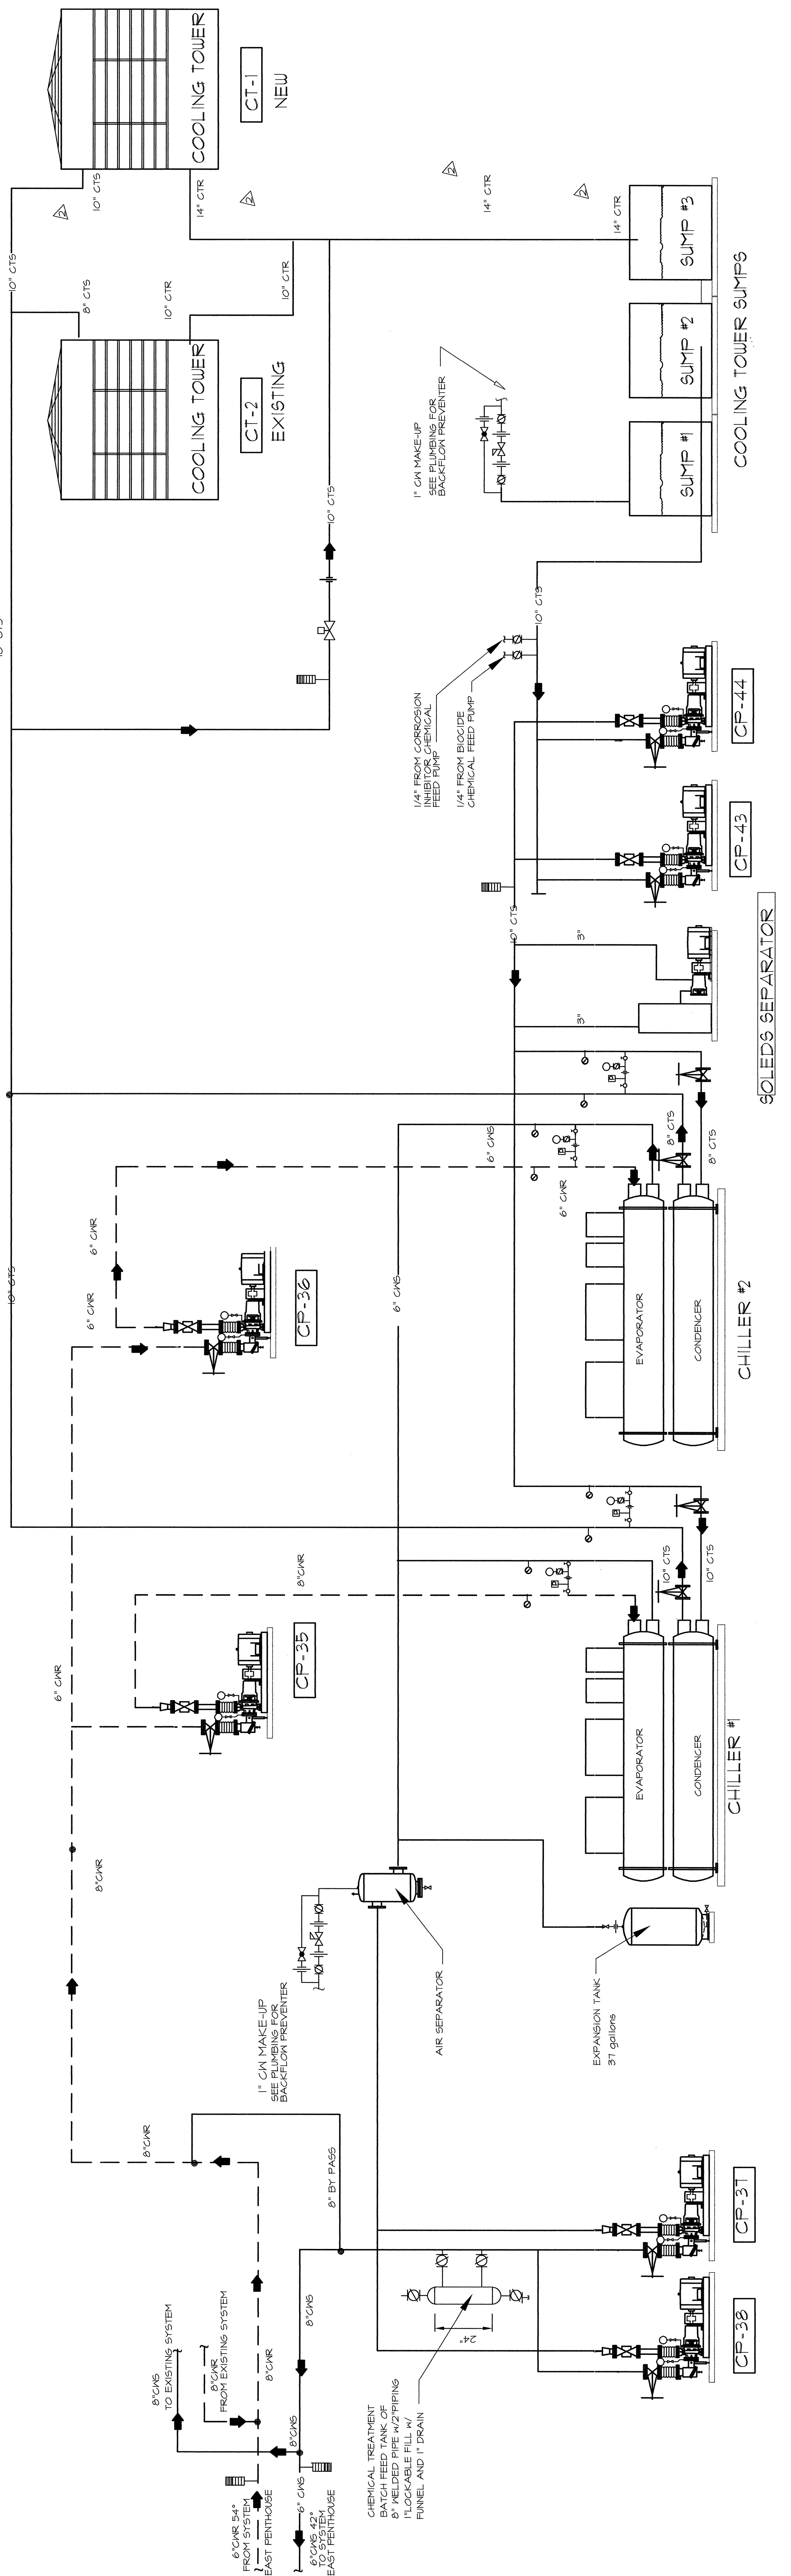 6"CWR 54°
FROM SYSTEM
EAST PENTHOUSE
6" CWS
6"CWS 42°
TO SYSTEM
EAST PENTHOUSE
8"CWS
TO EXISTING SYSTEM
8"CWR
FROM EXISTING SYSTEM
8"CWR
8"CWS
8"CWS
8"CWR
8" BY PASS
CHEMICAL TREATMENT
BATCH FEED TANK OF
8" WELDED PIPE W/2"PIPING
1"LOCKABLE FILL W/
FUNNEL AND 1" DRAIN
24"
CP-38
CP-37
1" CW MAKE-UP
SEE PLUMBING FOR
BACKFLOW PREVENTER
AIR SEPARATOR
EXPANSION TANK
37 gallons
8"CWR
6" CWR
CP-35
8"CWR
EVAPORATOR
CONDENCER
CHILLER #1
10" CTS
10" CTS
10" CTS
6" CWR
6" CWR
CP-36
6" CWS
6" CWS
6" CWR
EVAPORATOR
CONDENCER
CHILLER #2
8" CTS
8" CTS
3"
3"
SOLEDS SEPARATOR
10" CTS
CP-43
CP-44
1/4" FROM CORROSION
INHIBITOR CHEMICAL
FEED PUMP
1/4" FROM BIOCIDE
CHEMICAL FEED PUMP
10" CTS
10" CTS
10" CTS
1" CW MAKE-UP
SEE PLUMBING FOR
BACKFLOW PREVENTER
COOLING TOWER
CT-2
EXISTING
8" CTS
10" CTR
10" CTS
10" CTR
10" CTS
14" CTR
2
2
COOLING TOWER
CT-1
NEW
2
14" CTR
2
14" CTR
SUMP #1
SUMP #2
SUMP #3
COOLING TOWER SUMPS